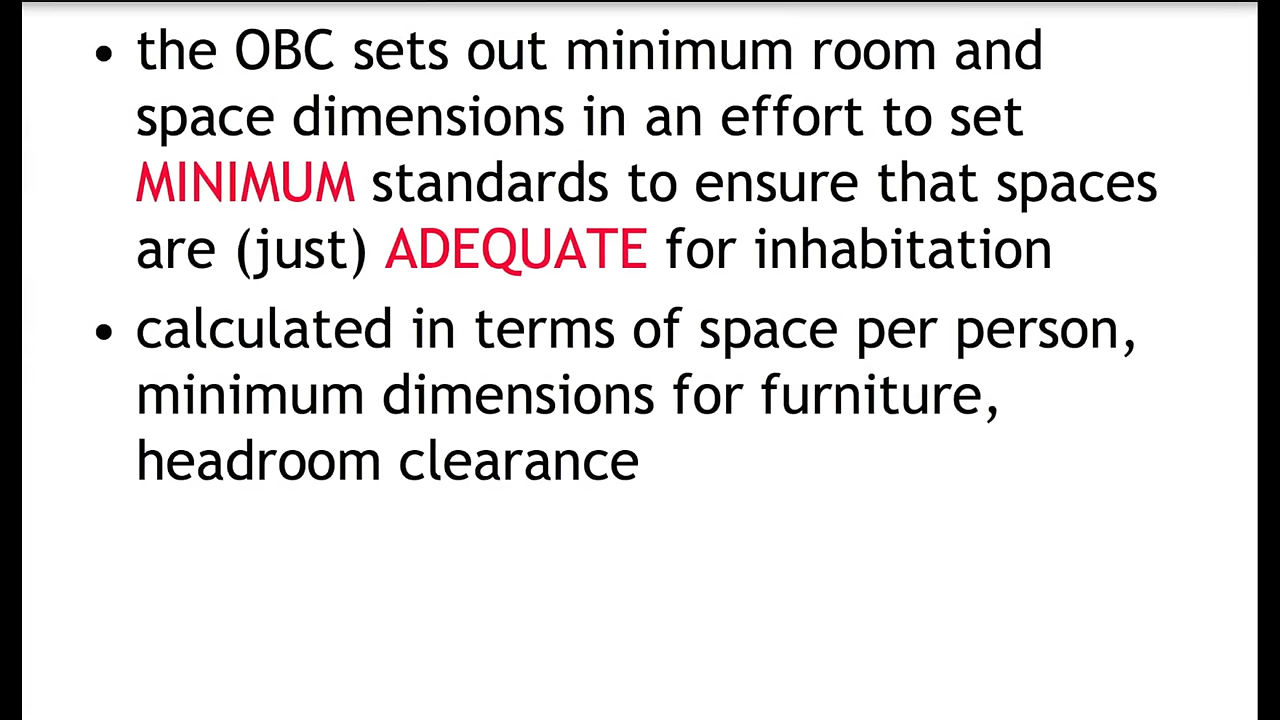 • the OBC sets out minimum room and
space dimensions in an effort to set
MINIMUM standards to ensure that spaces
are (just) ADEQUATE for inhabitation
• calculated in terms of space per person,
minimum dimensions for furniture,
headroom clearance